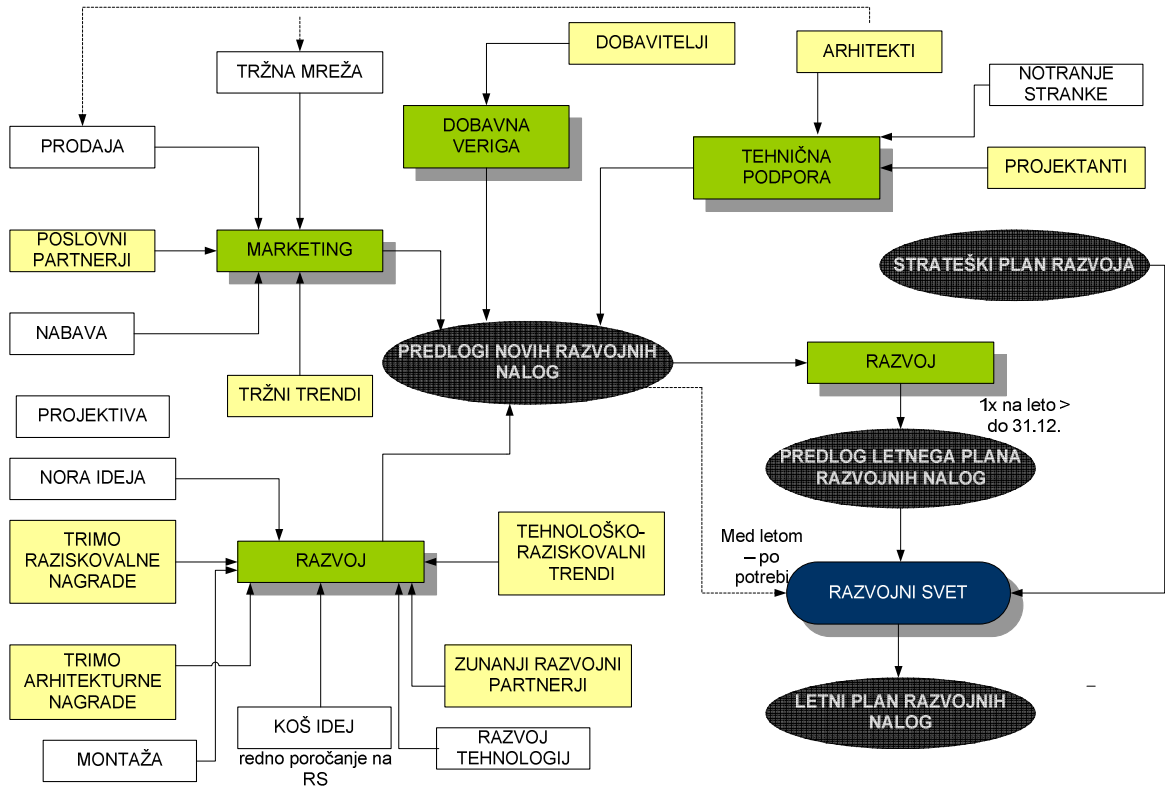 DOBAVITELJI
ARHITEKTI
TRŽNA MREŽA
NOTRANJE
STRANKE
PRODAJA
DOBAVNA
VERIGA
TEHNIČNA
PODPORA
PROJEKTANTI
POSLOVNI
PARTNERJI
MARKETING
STRATEŠKI PLAN RAZVOJA
NABAVA
PREDLOGI NOVIH RAZVOJNIH
NALOG
RAZVOJ
TRŽNI TRENDI
1x na leto >
do 31.12.
PROJEKTIVA
PREDLOG LETNEGA PLANA
RAZVOJNIH NALOG
NORA IDEJA
TRIMO
RAZISKOVALNE
NAGRADE
RAZVOJ
TEHNOLOŠKO-
RAZISKOVALNI
TRENDI
Med letom
– po
potrebi
RAZVOJNI SVET
TRIMO
ARHITEKTURNE
NAGRADE
ZUNANJI RAZVOJNI
PARTNERJI
LETNI PLAN RAZVOJNIH
NALOG
–
MONTAŽA
KOŠ IDEJ
redno poročanje na
RS
RAZVOJ
TEHNOLOGIJ